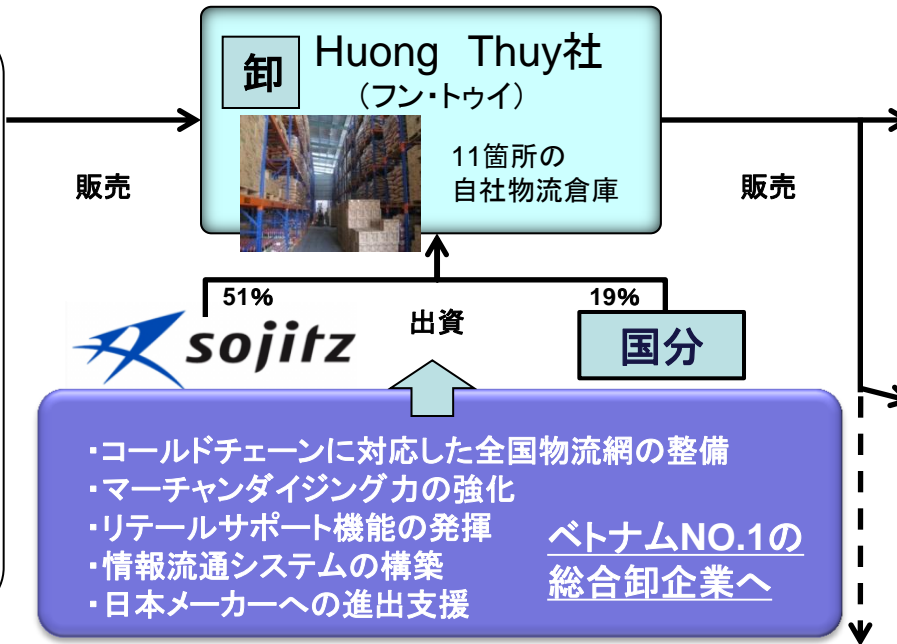 卸
Huong Thuy社
（フン・トゥイ）
11箇所の
自社物流倉庫
販売
販売
51%
19%
出資
sojitz
国分
・コールドチェーンに対応した全国物流網の整備
・マーチャンダイジング力の強化
・リテールサポート機能の発揮
・情報流通システムの構築
・日本メーカーへの進出支援
ベトナムNO.1の
総合卸企業へ